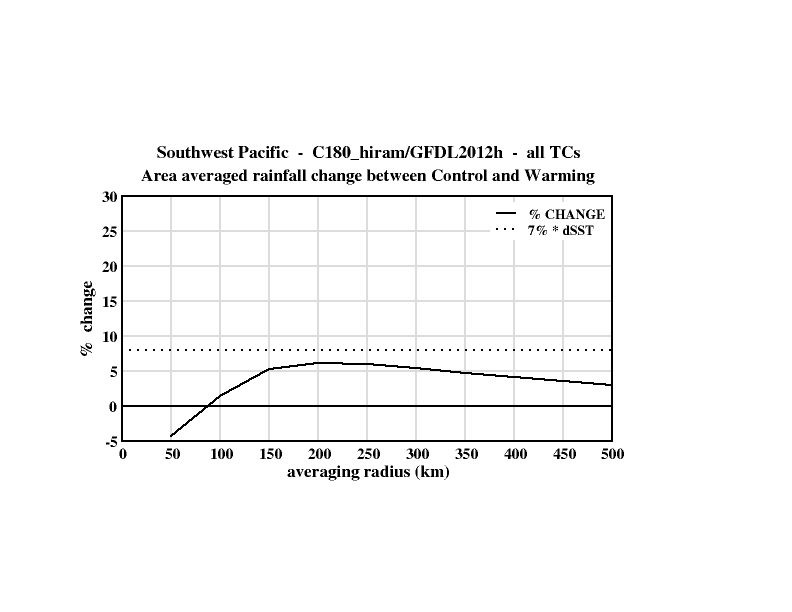 Southwest Pacific - C180_hiram/GFDL2012h - all TCs
Area averaged rainfall change between Control and Warming
30
25
20
15
10
5
0
-5
% change
% CHANGE
7% * dSST
0 50 100 150 200 250 300 350 400 450 500
averaging radius (km)